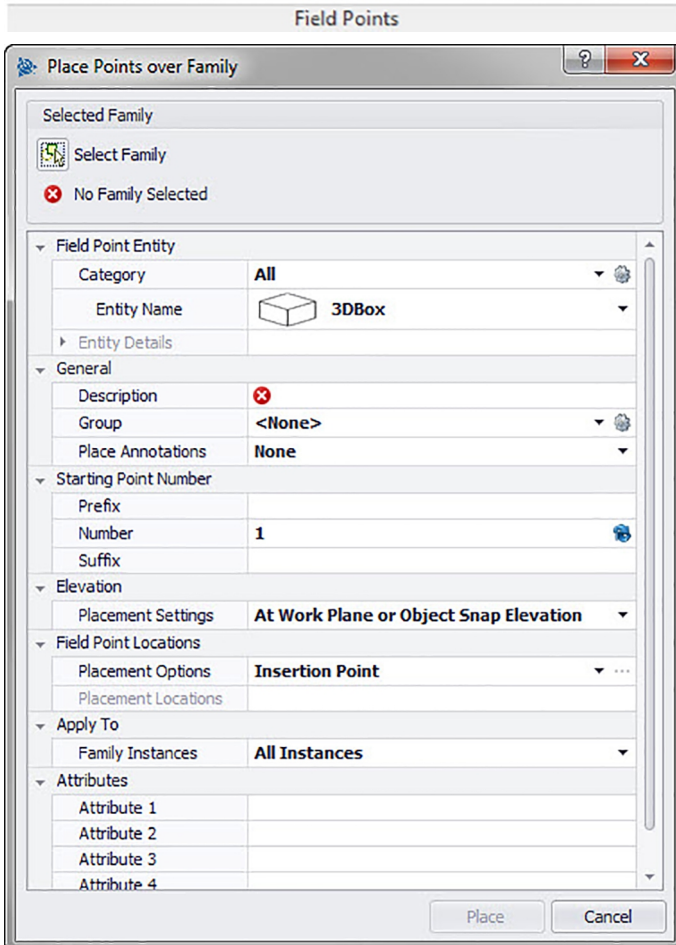 Field Points
Place Points over Family
Selected Family
Select Family
No Family Selected
Field Point Entity
Category All
Entity Name 3DBox
Entity Details
General
Description
Group <None>
Place Annotations None
Starting Point Number
Prefix
Number 1
Suffix
Elevation
Placement Settings At Work Plane or Object Snap Elevation
Field Point Locations
Placement Options Insertion Point
Placement Locations
Apply To
Family Instances All Instances
Attributes
Attribute 1
Attribute 2
Attribute 3
Attribute 4
Place Cancel